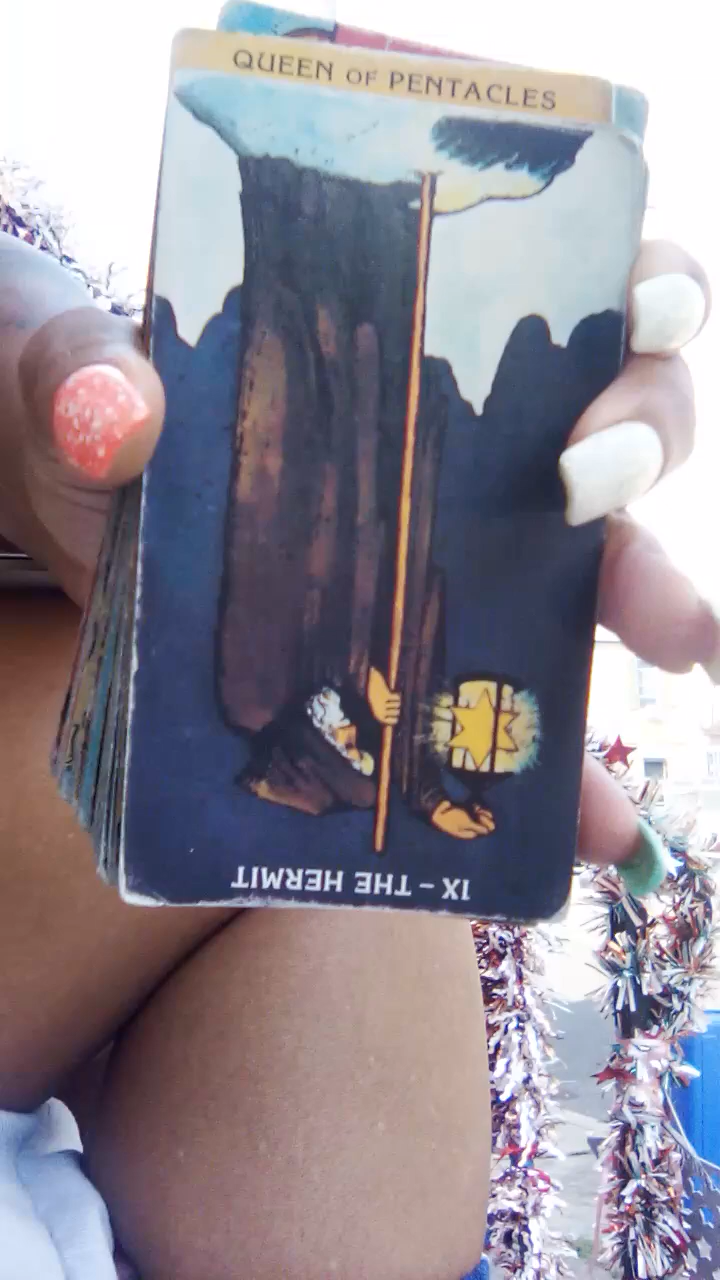 QUEEN OF PENTACLES
IX - THE HERMIT